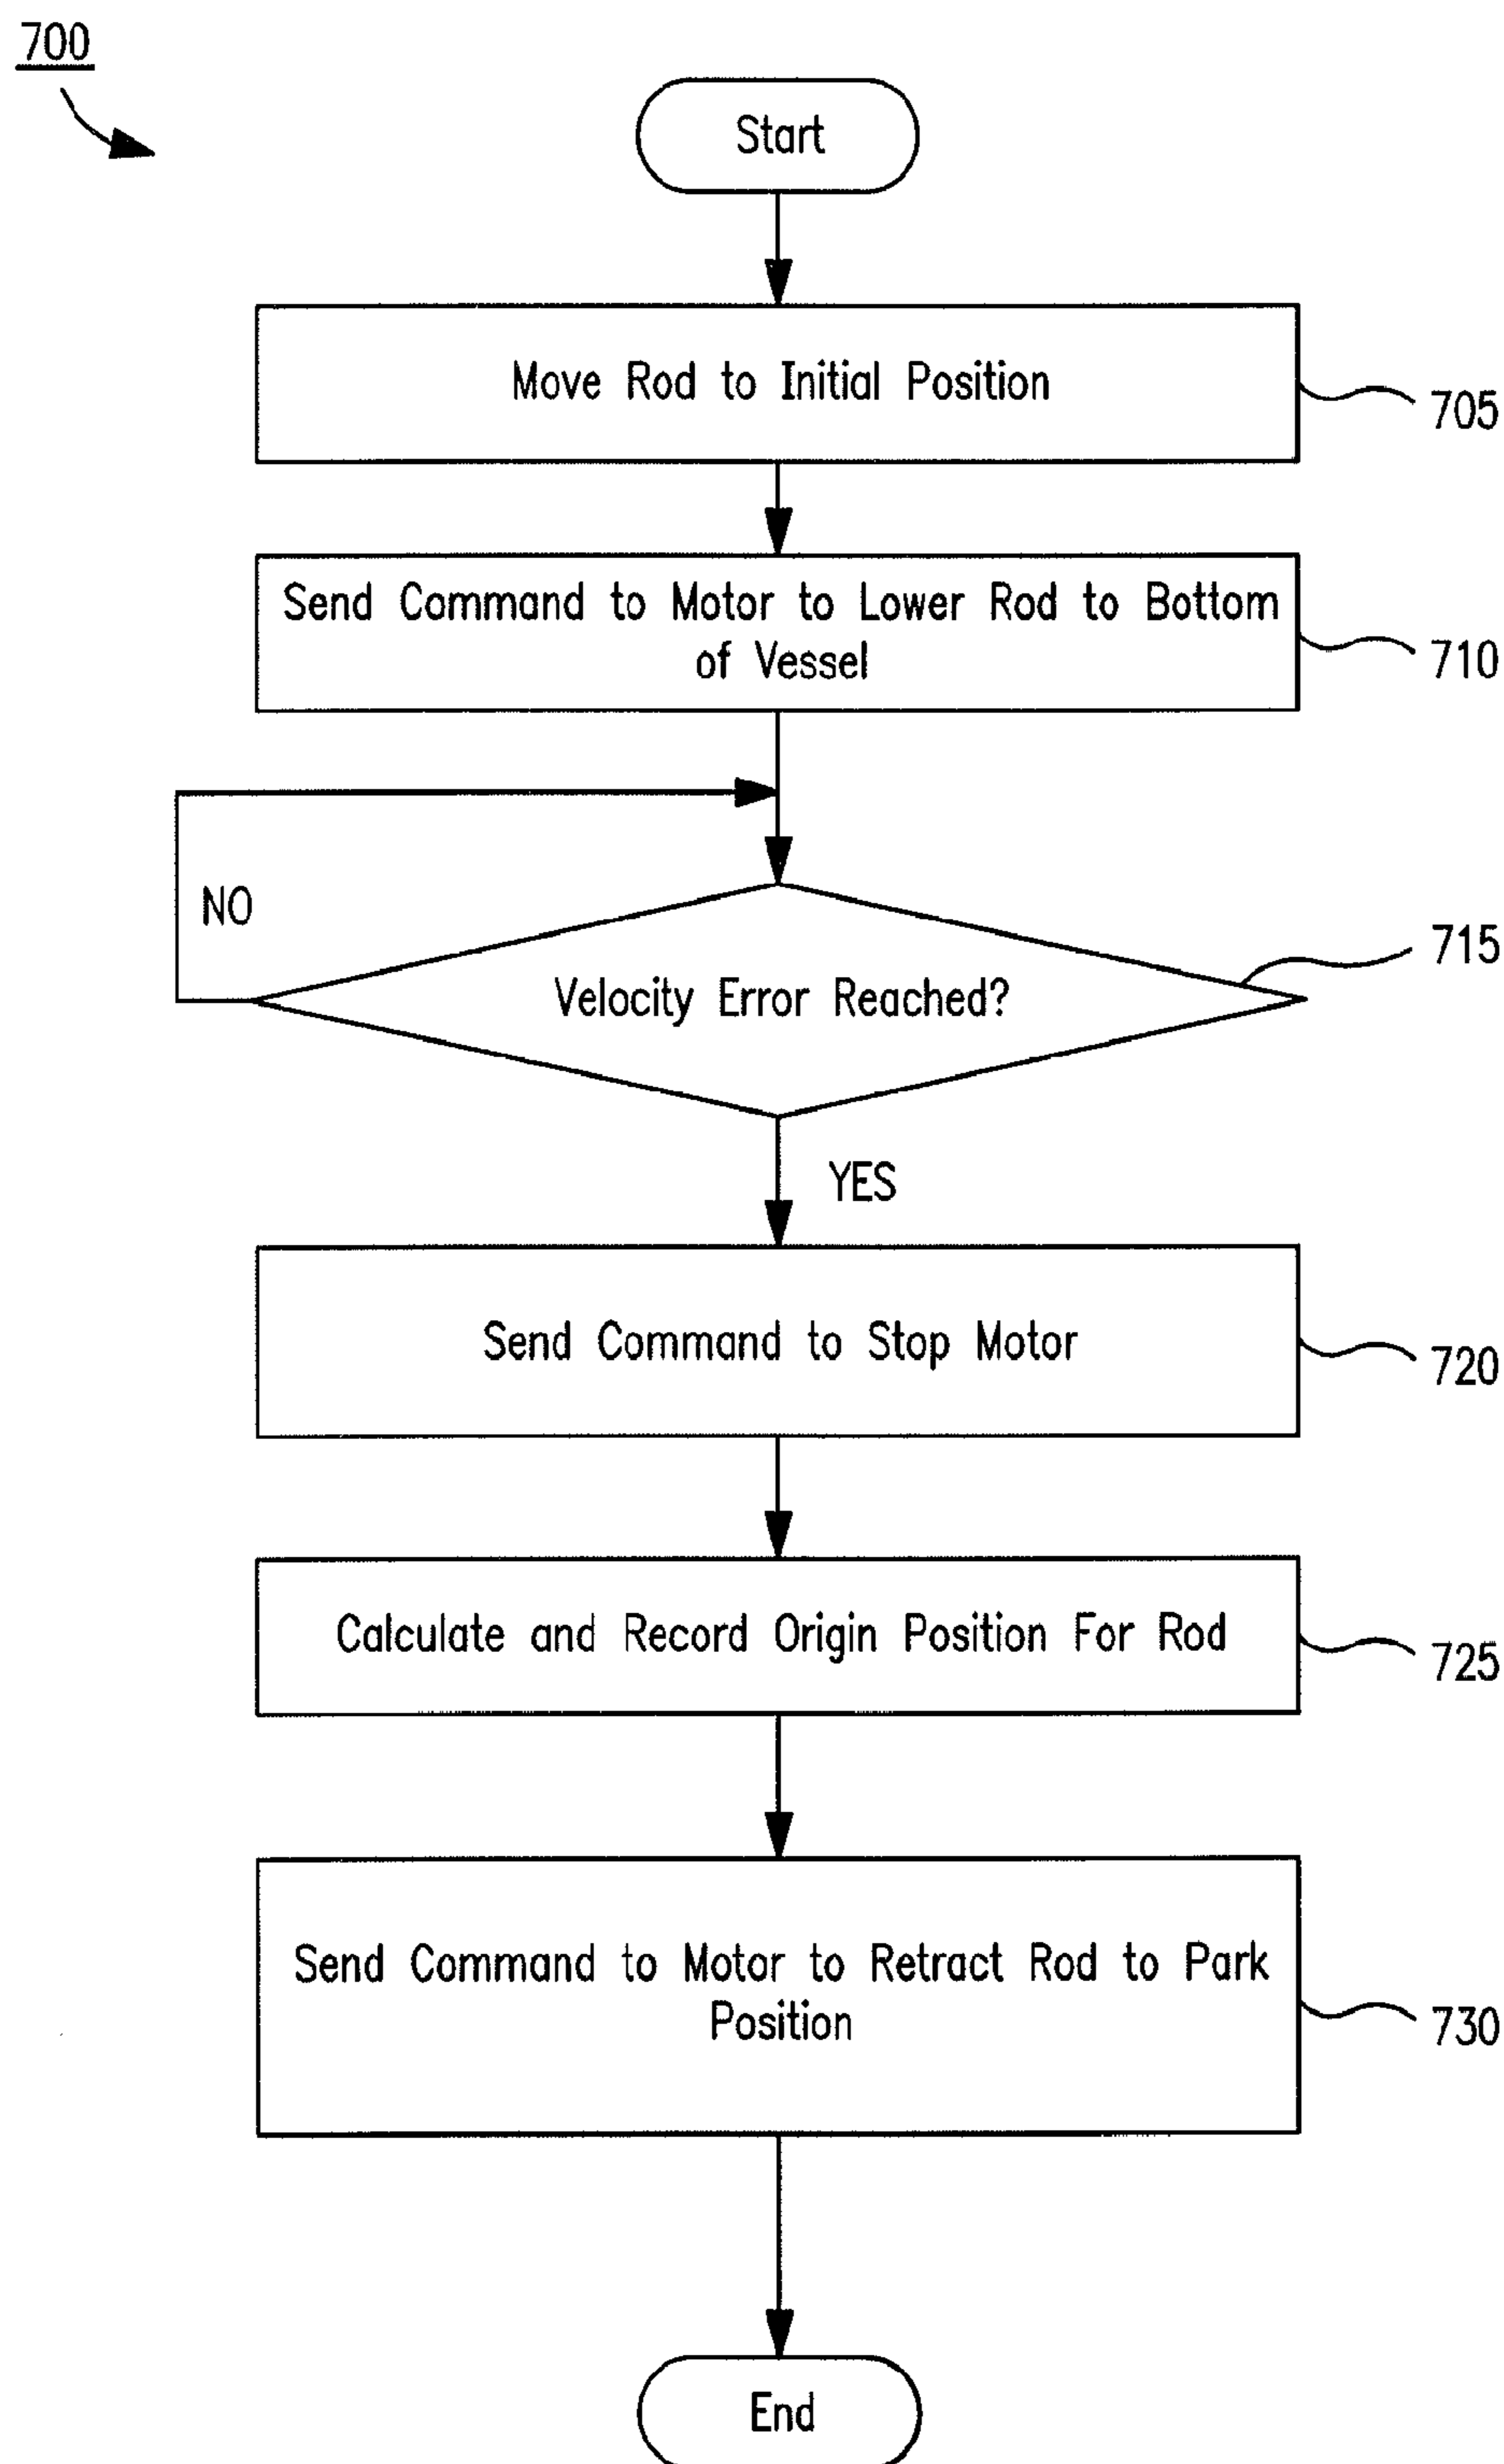 700
Start
Move Rod to Initial Position
705
Send Command to Motor to Lower Rod to Bottom
of Vessel
710
NO
Velocity Error Reached?
715
YES
Send Command to Stop Motor
720
Calculate and Record Origin Position For Rod
725
Send Command to Motor to Retract Rod to Park
Position
730
End